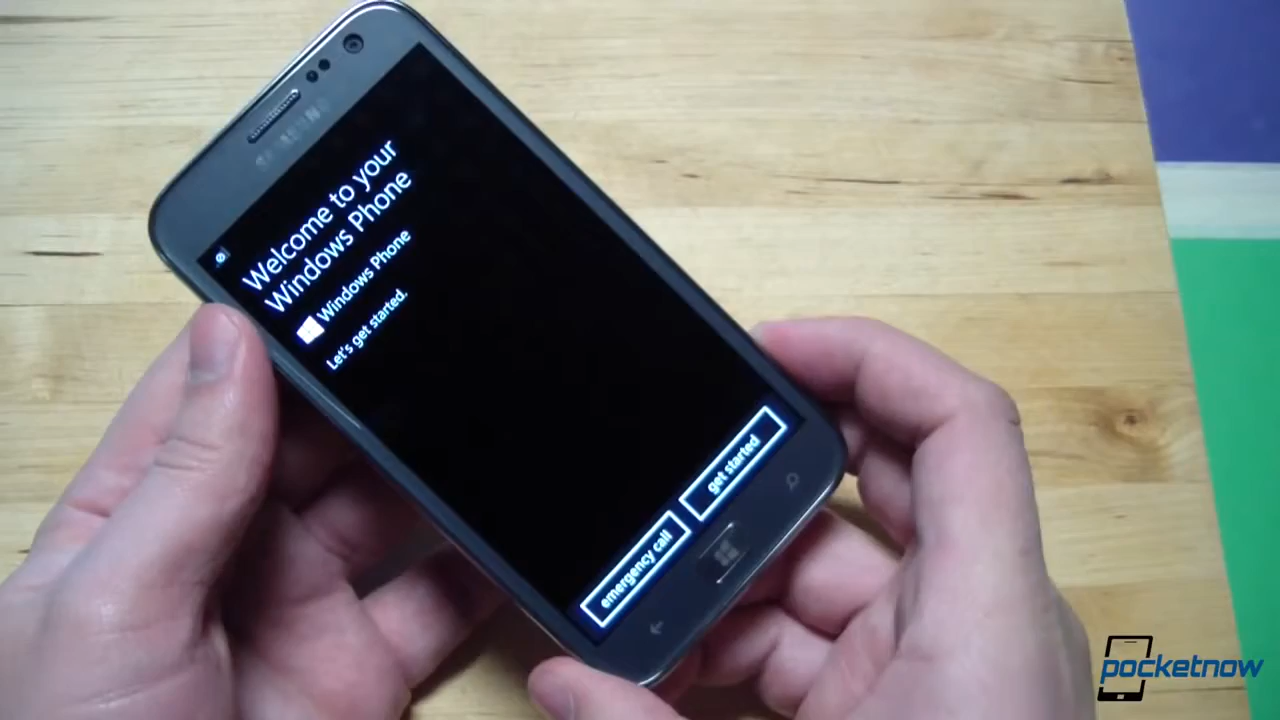 SAMSUNG
Welcome to your
Windows Phone
Windows Phone
Let's get started.
get started
emergency call
pocketnow